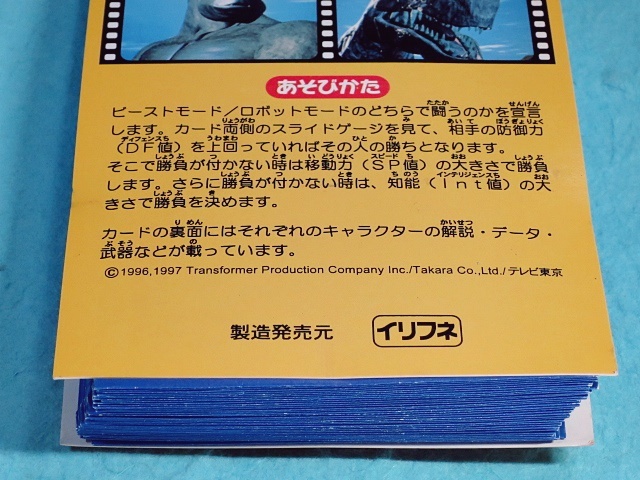 あそびかた
ビーストモード／ロボットモードのどちらで闘うのかを宣言
します。カード両側のスライドゲージを見て、相手の防御力
（ＤＦ値）を上回っていればその人の勝ちとなります。
そこで勝負が付かない時は移動力（ＳＰ値）の大きさで勝負
します。さらに勝負が付かない時は、知能（Ｉｎｔ値）の大
きさで勝負を決めます。
カードの裏面にはそれぞれのキャラクターの解説・データ・
武器などが載っています。
©1996,1997 Transformer Production Company Inc./Takara Co.,Ltd./テレビ東京
製造発売元 イリフネ